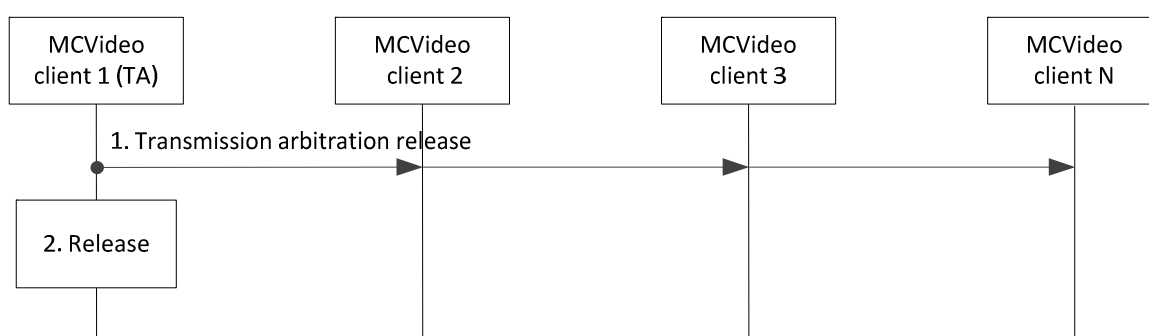 MCVideo
client 1 (TA)
MCVideo
client 2
MCVideo
client 3
MCVideo
client N
1. Transmission arbitration release
2. Release